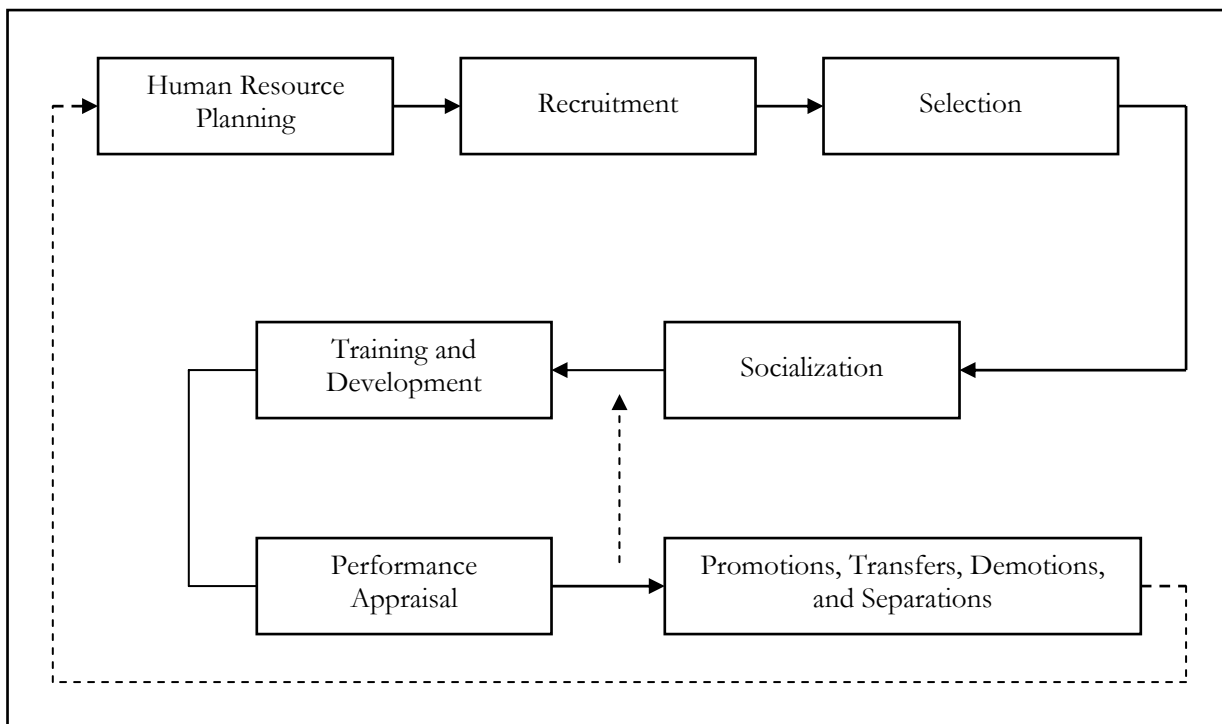 Human Resource
Planning
Recruitment
Selection
Training and
Development
Socialization
Performance
Appraisal
Promotions, Transfers, Demotions,
and Separations